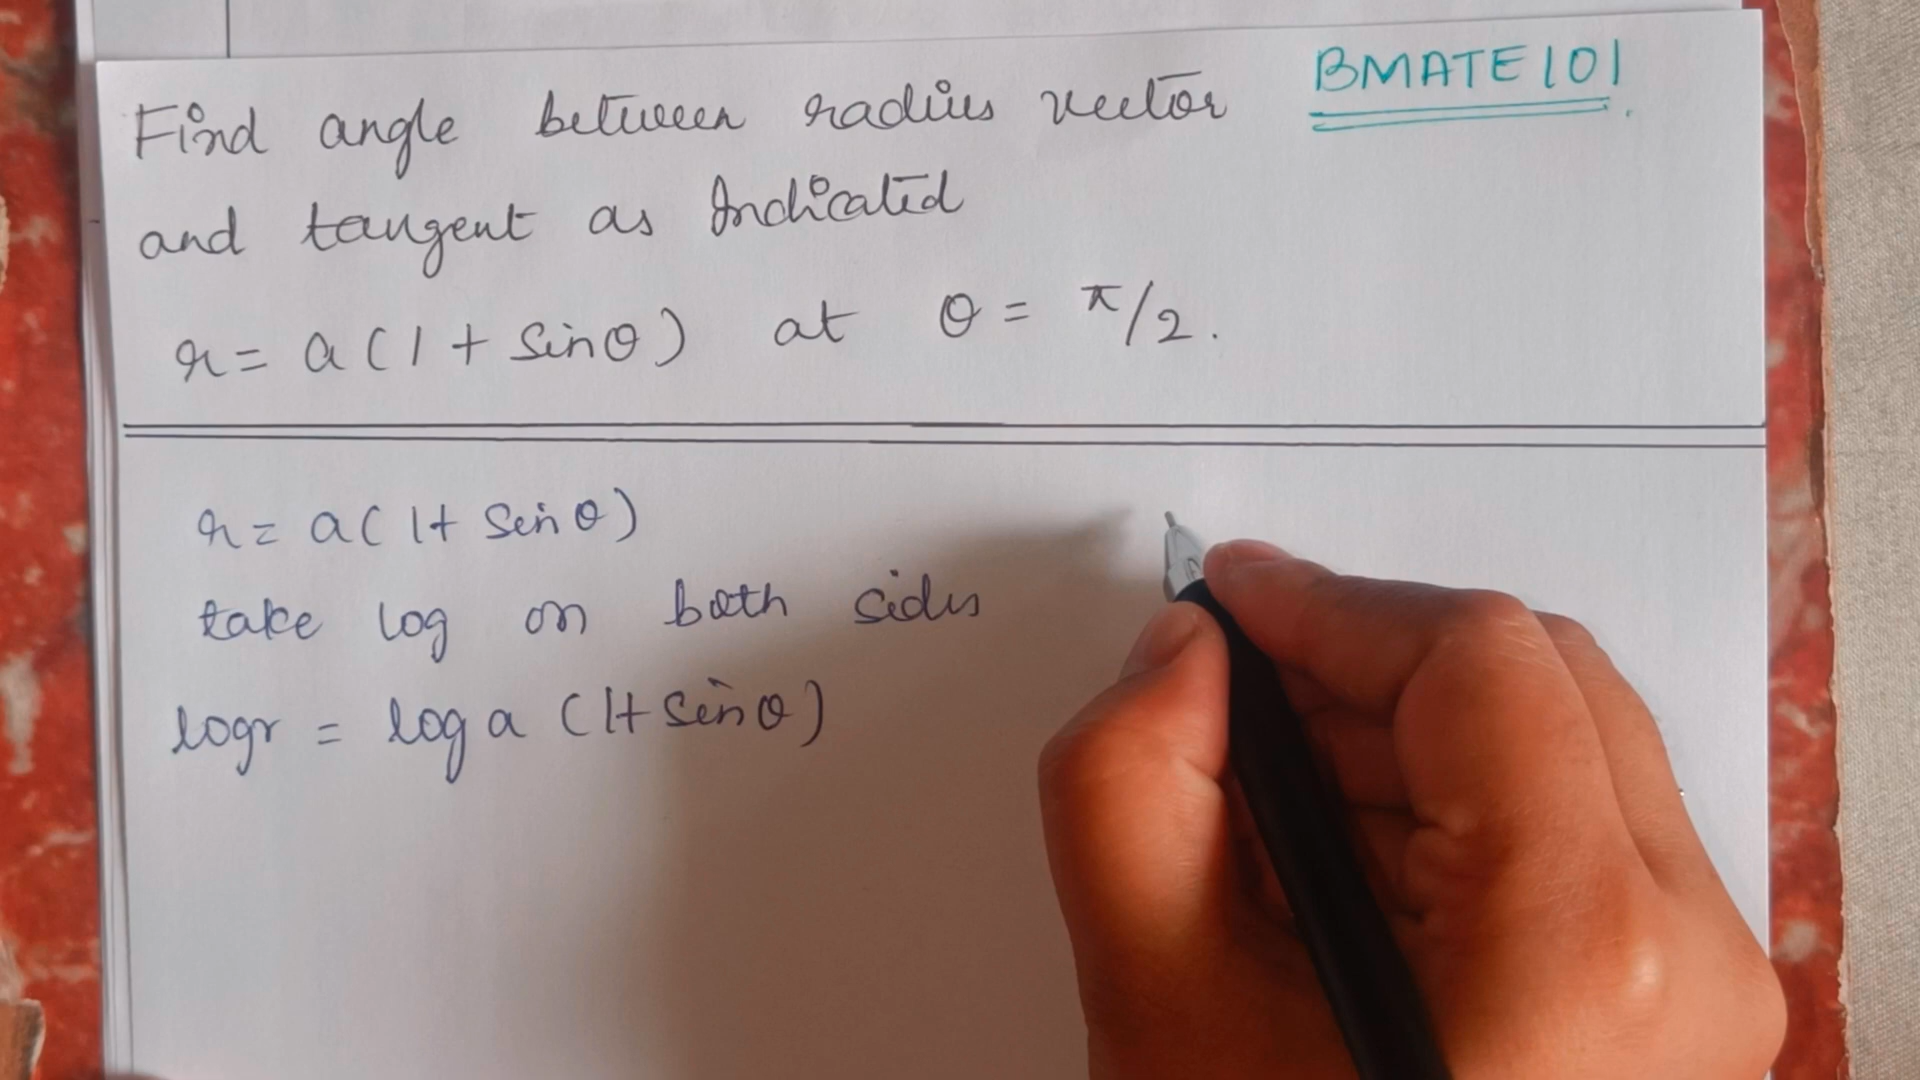 Find angle between radius vector BMATE101
and tangent as Indicated
r = a(1 + Sinθ) at θ = π/2.
r = a(1+ Sinθ)
take log on both sides
logr = log a (1+ Sinθ)